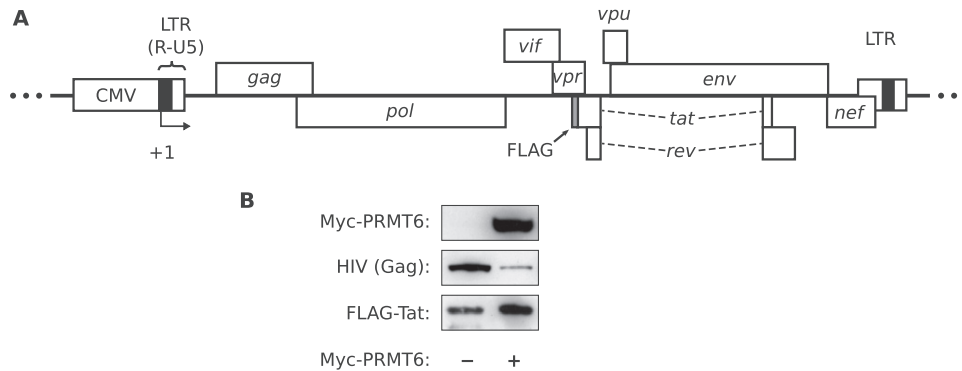 A
LTR
(R-U5)
vpu
LTR
vif
gag
vpr
env
CMV
pol
tat
nef
+1
FLAG
rev
B
Myc-PRMT6:
HIV (Gag):
FLAG-Tat:
Myc-PRMT6: − +